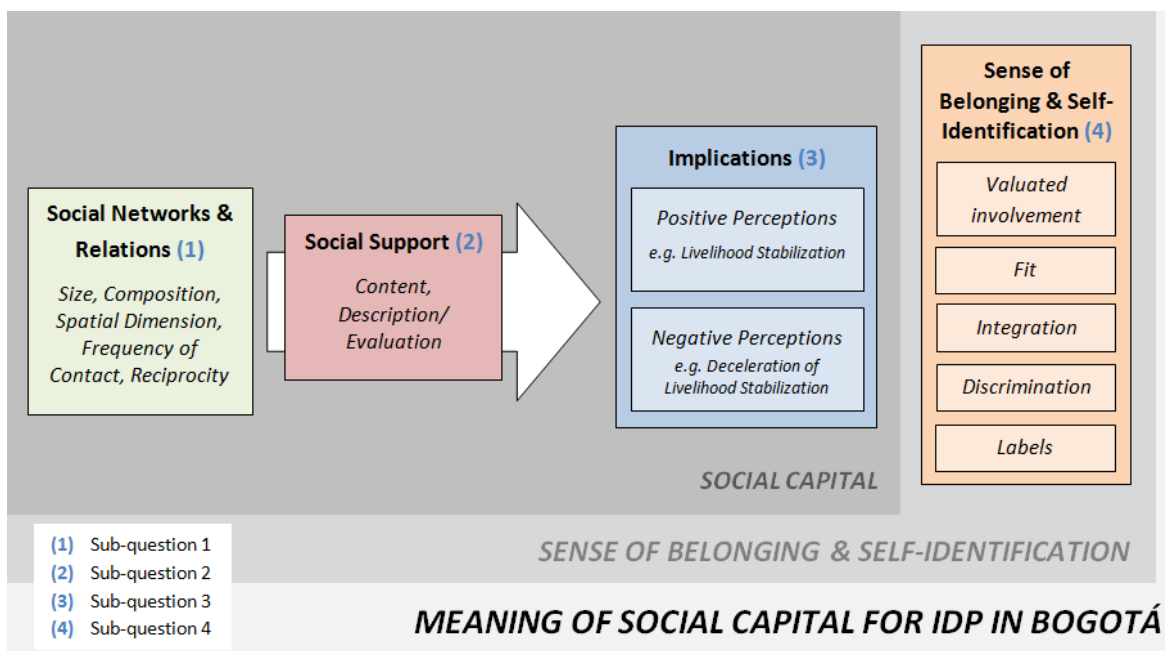 Social Networks &
Relations (1)
Size, Composition,
Spatial Dimension,
Frequency of
Contact, Reciprocity
Social Support (2)
Content,
Description/
Evaluation
Implications (3)
Positive Perceptions
e.g. Livelihood Stabilization
Negative Perceptions
e.g. Deceleration of
Livelihood Stabilization
SOCIAL CAPITAL
Sense of
Belonging & Self-
Identification (4)
Valuated
involvement
Fit
Integration
Discrimination
Labels
SENSE OF BELONGING & SELF-IDENTIFICATION
(1) Sub-question 1
(2) Sub-question 2
(3) Sub-question 3
(4) Sub-question 4
MEANING OF SOCIAL CAPITAL FOR IDP IN BOGOTÁ